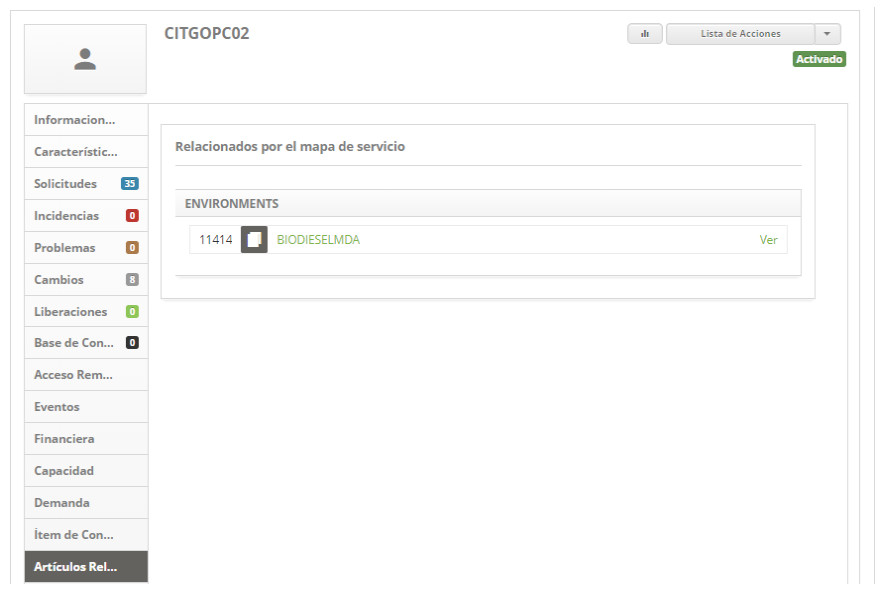 CITGOPC02
Lista de Acciones
Activado
Informacion...
Característic...
Solicitudes 35
Incidencias 0
Problemas 0
Cambios 8
Liberaciones 0
Base de Con... 0
Acceso Rem...
Eventos
Financiera
Capacidad
Demanda
Ítem de Con...
Artículos Rel...
Relacionados por el mapa de servicio
ENVIRONMENTS
11414 BIODIESELMDA Ver